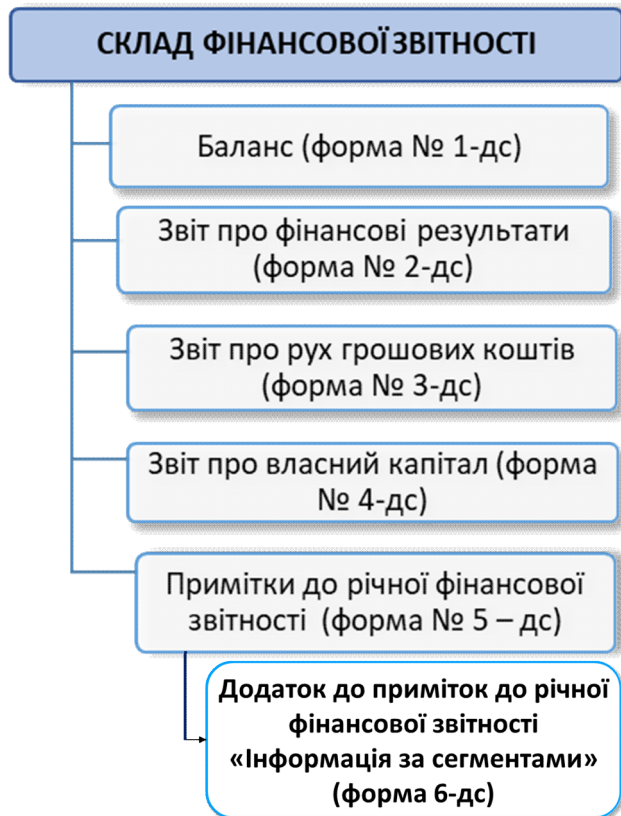 СКЛАД ФІНАНСОВОЇ ЗВІТНОСТІ
Баланс (форма № 1-дс)
Звіт про фінансові результати
(форма № 2-дс)
Звіт про рух грошових коштів
(форма № 3-дс)
Звіт про власний капітал (форма
№ 4-дс)
Примітки до річної фінансової
звітності (форма № 5 – дс)
Додаток до приміток до річної
фінансової звітності
«Інформація за сегментами»
(форма 6-дс)